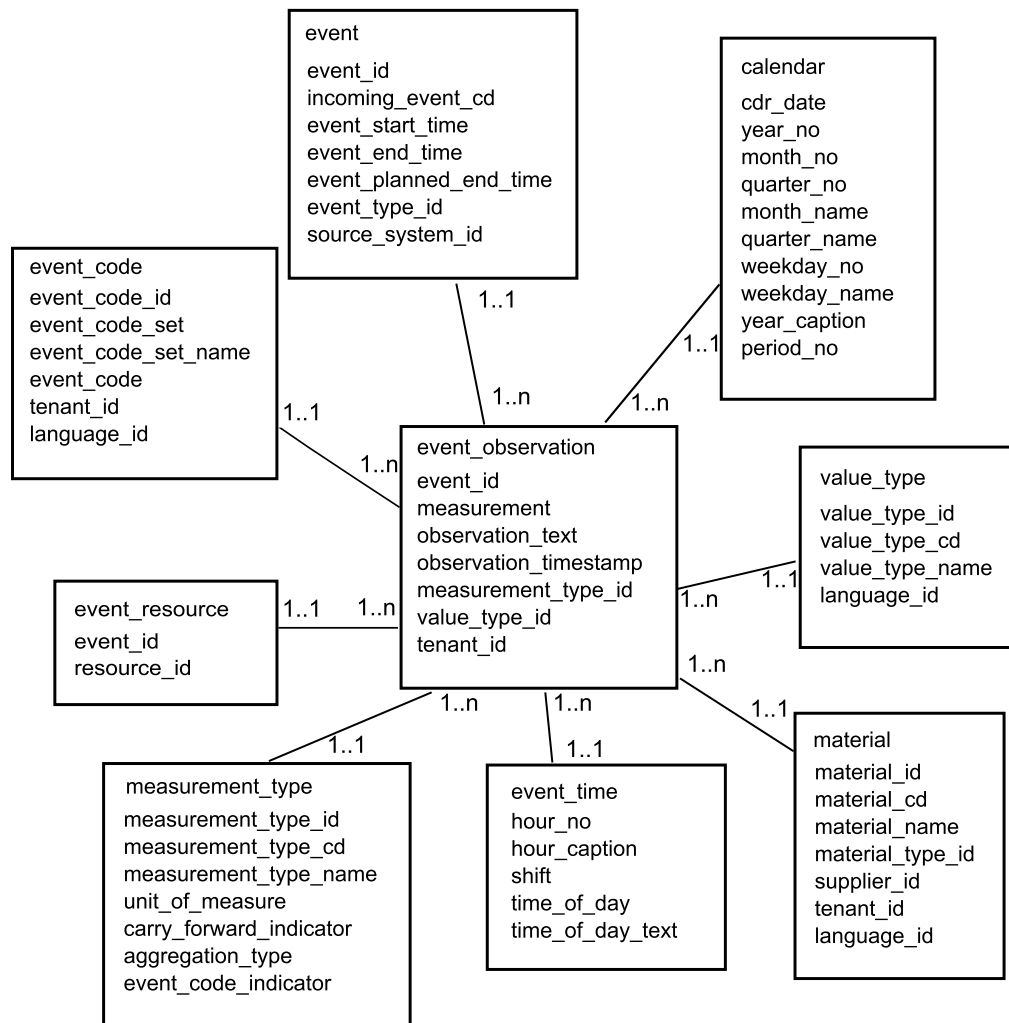 event
event_id
incoming_event_cd
event_start_time
event_end_time
event_planned_end_time
event_type_id
source_system_id
calendar
cdr_date
year_no
month_no
quarter_no
month_name
quarter_name
weekday_no
weekday_name
year_caption
period_no
event_code
event_code_id
event_code_set
event_code_set_name
event_code
tenant_id
language_id
1..1
1..n
1..1
1..n
1..1
1..n
event_observation
event_id
measurement
observation_text
observation_timestamp
measurement_type_id
value_type_id
tenant_id
value_type
value_type_id
value_type_cd
value_type_name
language_id
1..1
1..n
event_resource
event_id
resource_id
1..1
1..n
1..n
1..1
1..n
1..1
1..n
1..1
measurement_type
measurement_type_id
measurement_type_cd
measurement_type_name
unit_of_measure
carry_forward_indicator
aggregation_type
event_code_indicator
event_time
hour_no
hour_caption
shift
time_of_day
time_of_day_text
material
material_id
material_cd
material_name
material_type_id
supplier_id
tenant_id
language_id